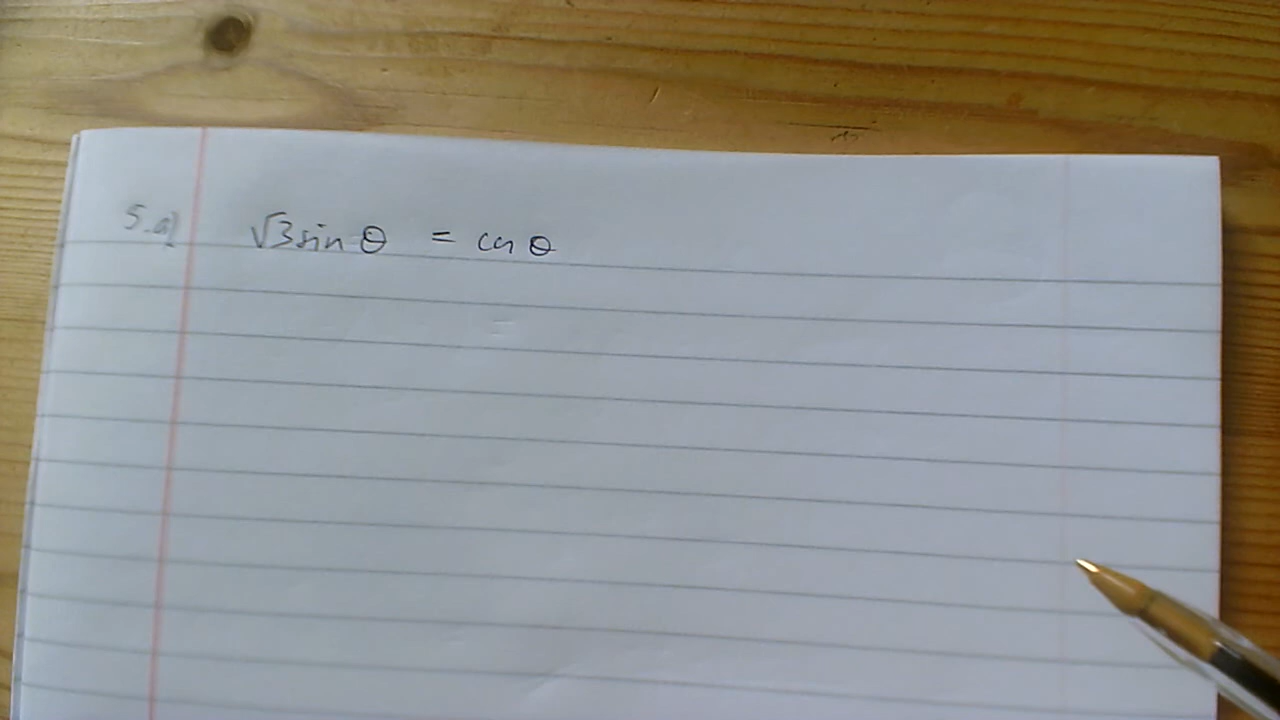 5.a) √3 sin θ = cos θ